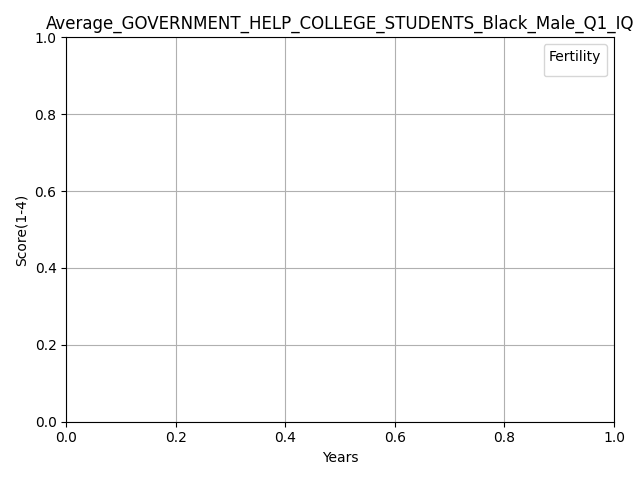 Average_GOVERNMENT_HELP_COLLEGE_STUDENTS_Black_Male_Q1_IQ
Fertility
1.0
0.8
0.6
0.4
0.2
0.0
Score(1-4)
0.0 0.2 0.4 0.6 0.8 1.0
Years